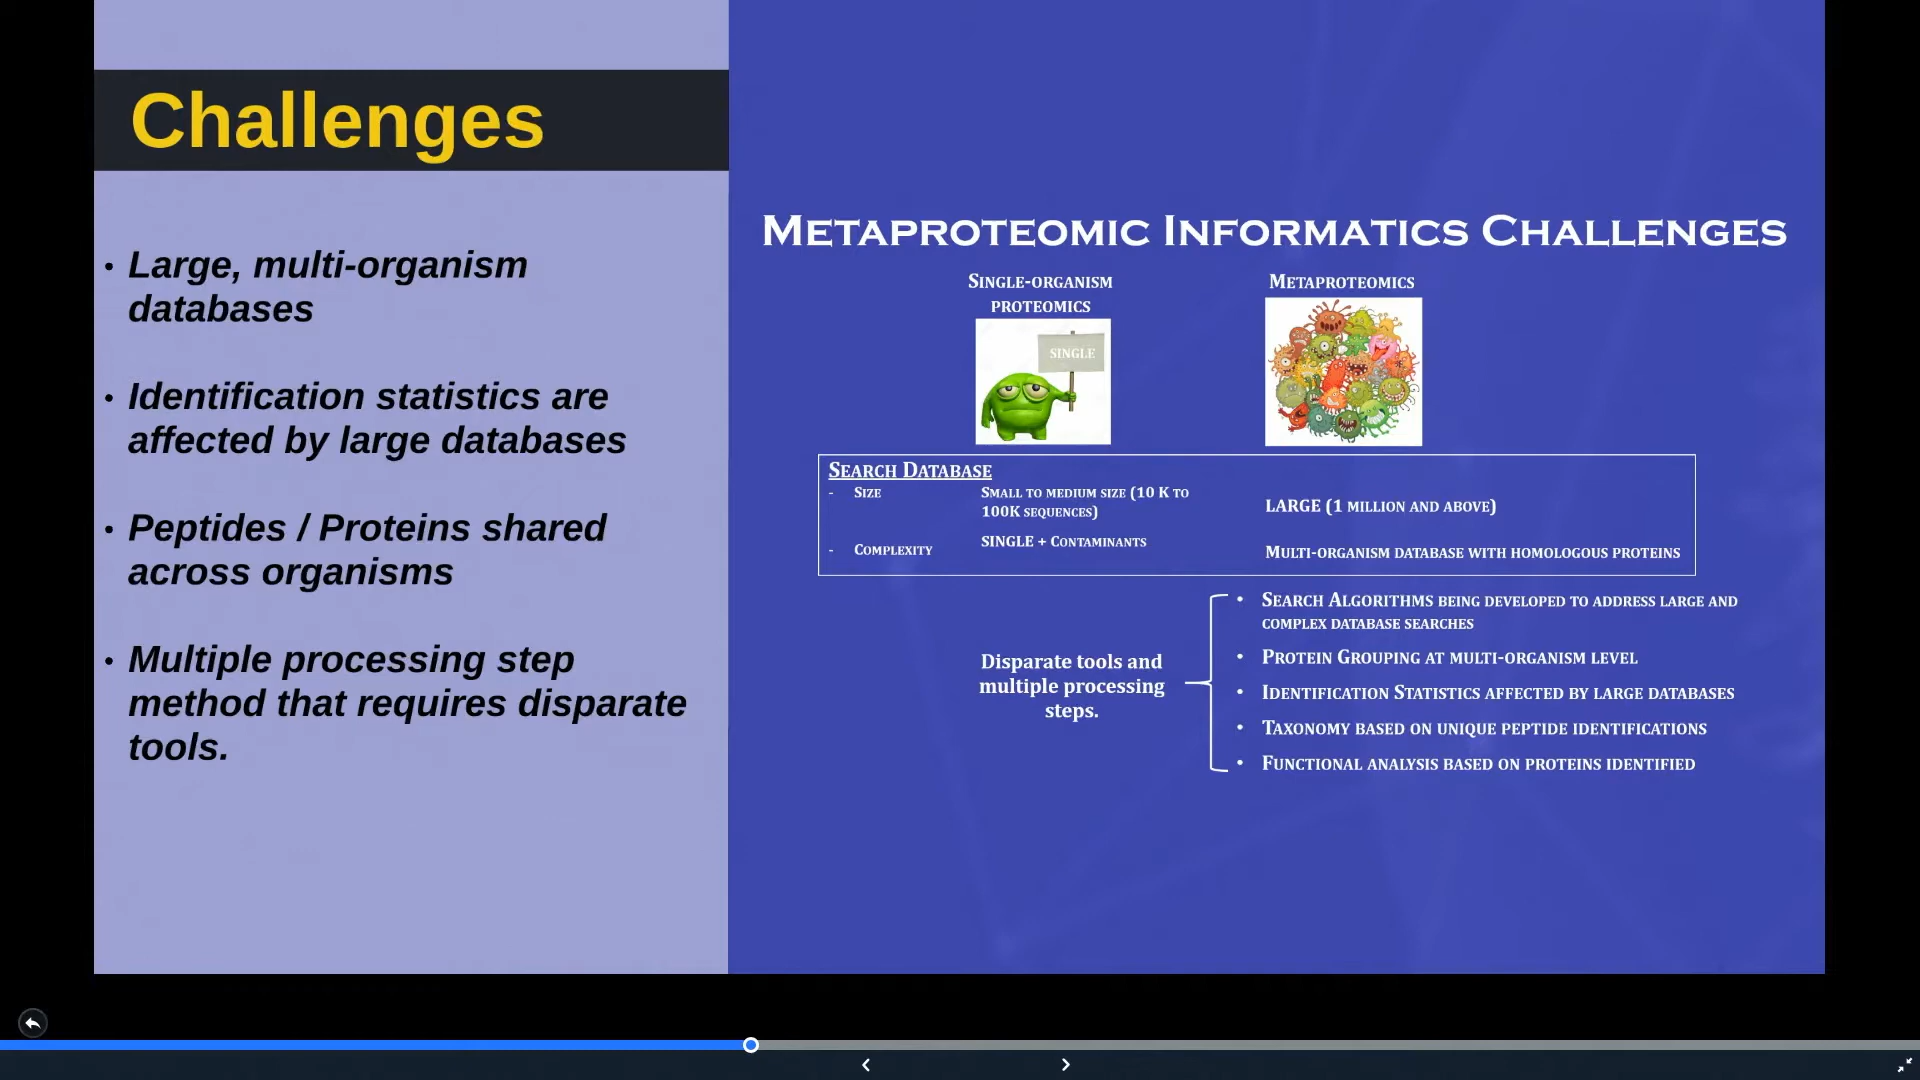 Challenges
• Large, multi-organism
databases
• Identification statistics are
affected by large databases
• Peptides / Proteins shared
across organisms
• Multiple processing step
method that requires disparate
tools.
Metaproteomic Informatics Challenges
Single-organism
proteomics
SINGLE
Metaproteomics
Search Database
- Size
Small to medium size (10 K to
100K sequences)
LARGE (1 million and above)
- Complexity
SINGLE + Contaminants
Multi-organism database with homologous proteins
Disparate tools and
multiple processing
steps.
• Search Algorithms being developed to address large and
complex database searches
• Protein Grouping at multi-organism level
• Identification Statistics affected by large databases
• Taxonomy based on unique peptide identifications
• Functional analysis based on proteins identified